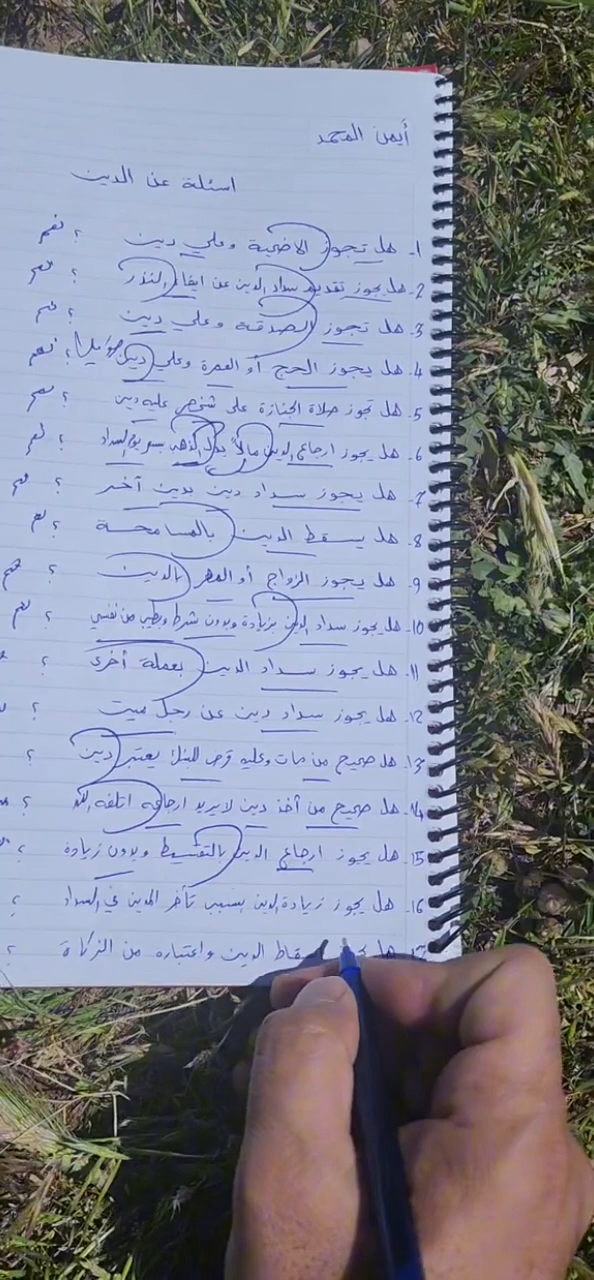 أيمن المحمد
اسئلة عن الدين
1. هل تجوز الاضحية وعلي دين ؟ نعم
2. هل يجوز تقديم سداد الدين عن ايفاء النذر ؟ نعم
3. هل تجوز الصدقة وعلي دين ؟ نعم
4. هل يجوز الحج أو العمرة وعلي دين ؟ نعم
5. هل تجوز صلاة الجنازة على شخص عليه دين ؟ نعم
6. هل يجوز ارجاع الدين مالاً بدل الذهب بسعر يوم السداد ؟ نعم
7. هل يجوز سداد دين بدين آخر ؟ نعم
8. هل يسقط الدين بالمسامحة ؟ نعم
9. هل يجوز الزواج أو المهر بالدين ؟ نعم
10. هل يجوز سداد الدين بزيادة وبدون شرط وبطيب من نفسي ؟ نعم
11. هل يجوز سداد الدين بعملة أخرى ؟
12. هل يجوز سداد دين عن رجل ميت ؟
13. هل صحيح من مات وعليه قرض للبنك يعتبر دين ؟
14. هل صحيح من أخذ دين لا يريد ارجاعه اتلفه الله ؟
15. هل يجوز ارجاع الدين بالتقسيط وبدون زيادة ؟
16. هل يجوز زيادة الدين بسبب تأخر المدين في السداد ؟
17. هل اسقاط الدين واعتباره من الزكاة ؟